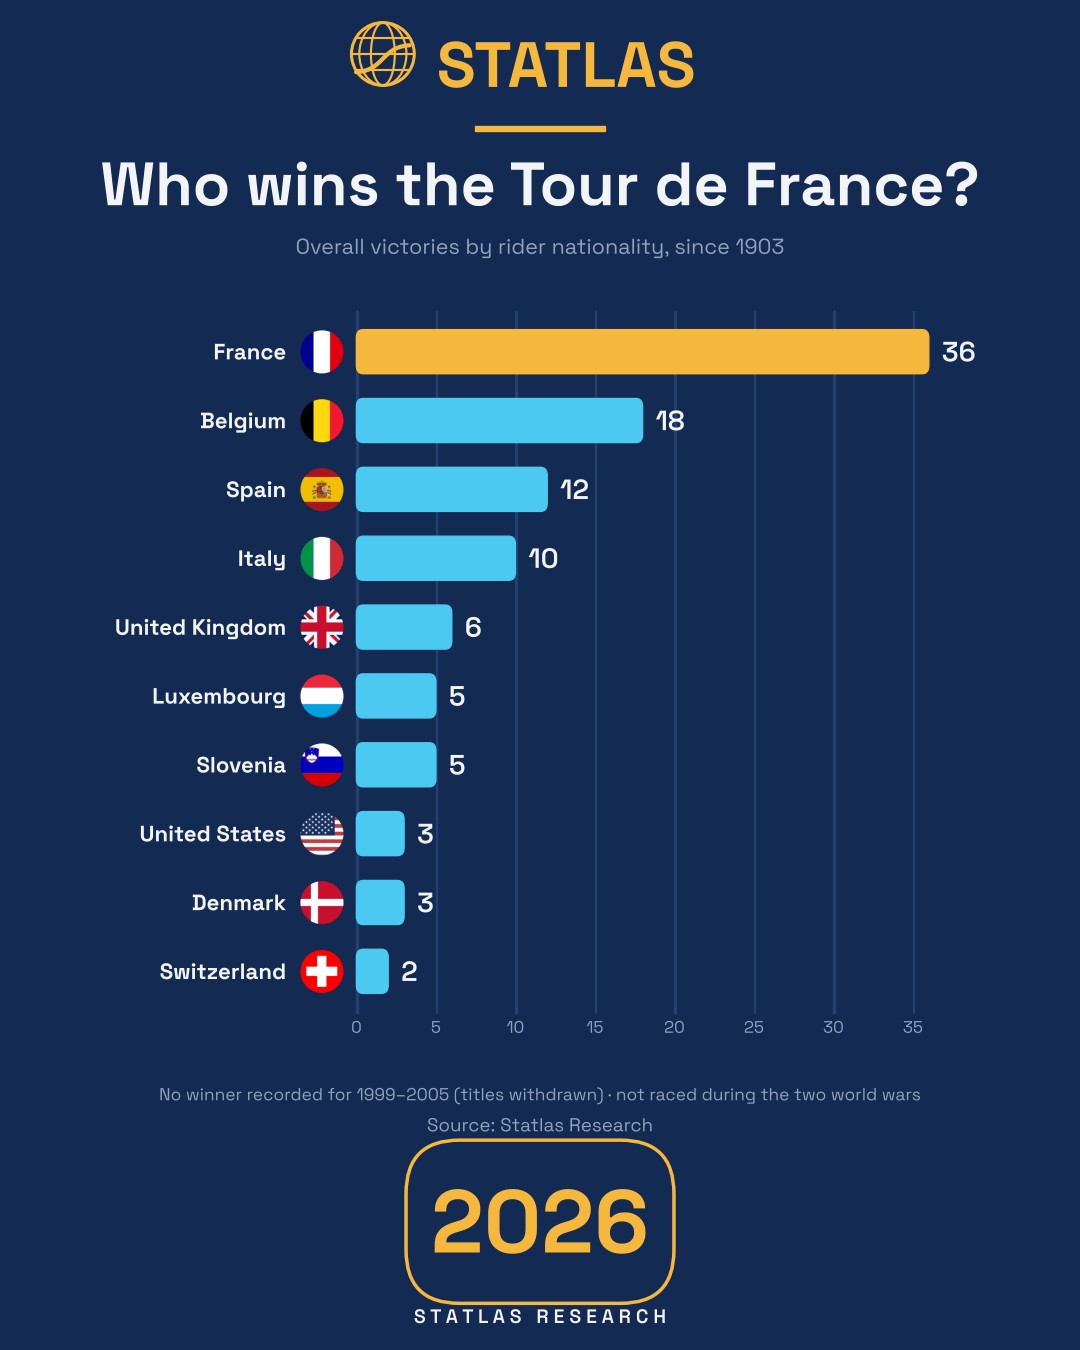 STATLAS
Who wins the Tour de France?
Overall victories by rider nationality, since 1903
France 36
Belgium 18
Spain 12
Italy 10
United Kingdom 6
Luxembourg 5
Slovenia 5
United States 3
Denmark 3
Switzerland 2
0 5 10 15 20 25 30 35
No winner recorded for 1999–2005 (titles withdrawn) · not raced during the two world wars
Source: Statlas Research
2026
STATLAS RESEARCH